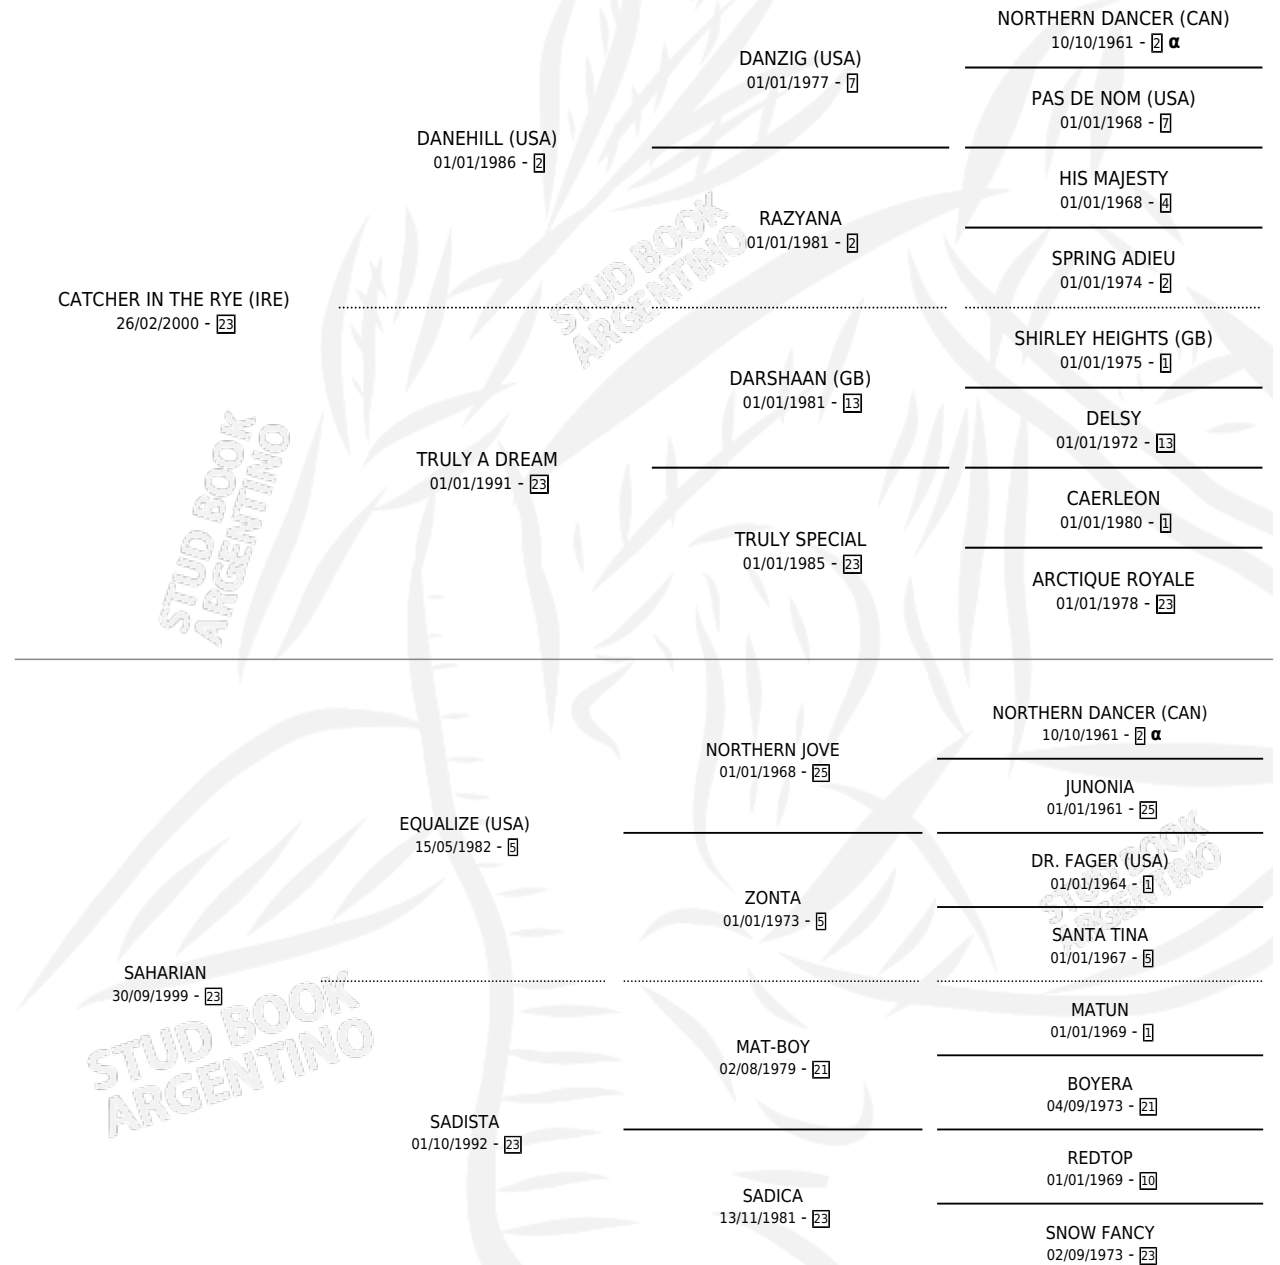 NORTHERN DANCER (CAN)
10/10/1961 - 2 α
DANZIG (USA)
01/01/1977 - 7
PAS DE NOM (USA)
01/01/1968 - 7
DANEHILL (USA)
01/01/1986 - 2
HIS MAJESTY
01/01/1968 - 4
RAZYANA
01/01/1981 - 2
SPRING ADIEU
01/01/1974 - 2
CATCHER IN THE RYE (IRE)
26/02/2000 - 23
SHIRLEY HEIGHTS (GB)
01/01/1975 - 1
DARSHAAN (GB)
01/01/1981 - 13
DELSY
01/01/1972 - 13
TRULY A DREAM
01/01/1991 - 23
CAERLEON
01/01/1980 - 1
TRULY SPECIAL
01/01/1985 - 23
ARCTIQUE ROYALE
01/01/1978 - 23
NORTHERN DANCER (CAN)
10/10/1961 - 2 α
NORTHERN JOVE
01/01/1968 - 25
JUNONIA
01/01/1961 - 25
EQUALIZE (USA)
15/05/1982 - 5
DR. FAGER (USA)
01/01/1964 - 1
ZONTA
01/01/1973 - 5
SANTA TINA
01/01/1967 - 5
SAHARIAN
30/09/1999 - 23
MATUN
01/01/1969 - 1
MAT-BOY
02/08/1979 - 21
BOYERA
04/09/1973 - 21
SADISTA
01/10/1992 - 23
REDTOP
01/01/1969 - 10
SADICA
13/11/1981 - 23
SNOW FANCY
02/09/1973 - 23
STUD BOOK
ARGENTINO
STUD BOOK
ARGENTINO
STUD BOOK
ARGENTINO
STUD BOOK
ARGENTINO